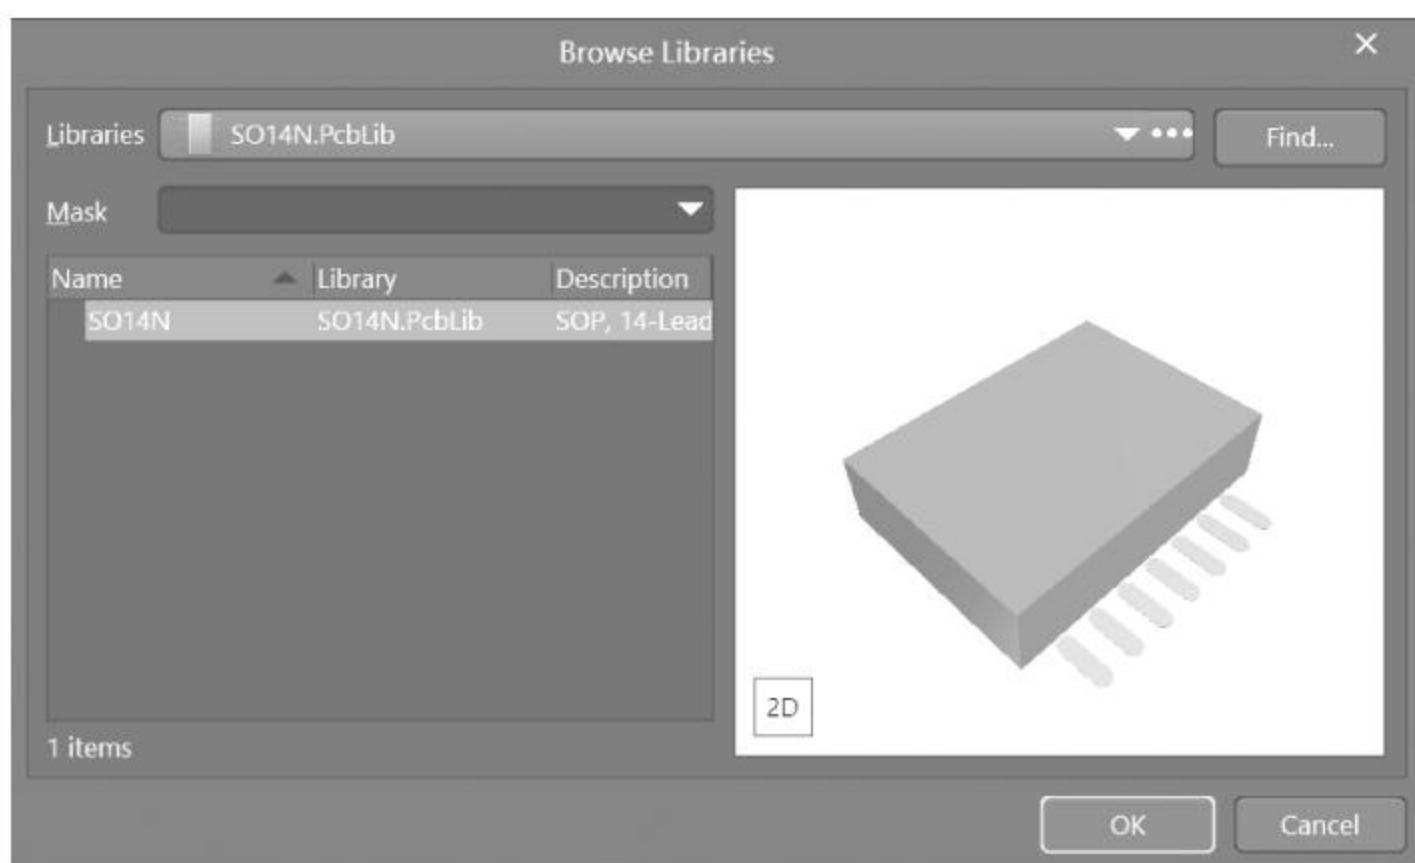 Browse Libraries
Libraries SO14N.PcbLib Find...
Mask
Name Library Description
SO14N SO14N.PcbLib SOP, 14-Lead
2D
1 items
OK Cancel